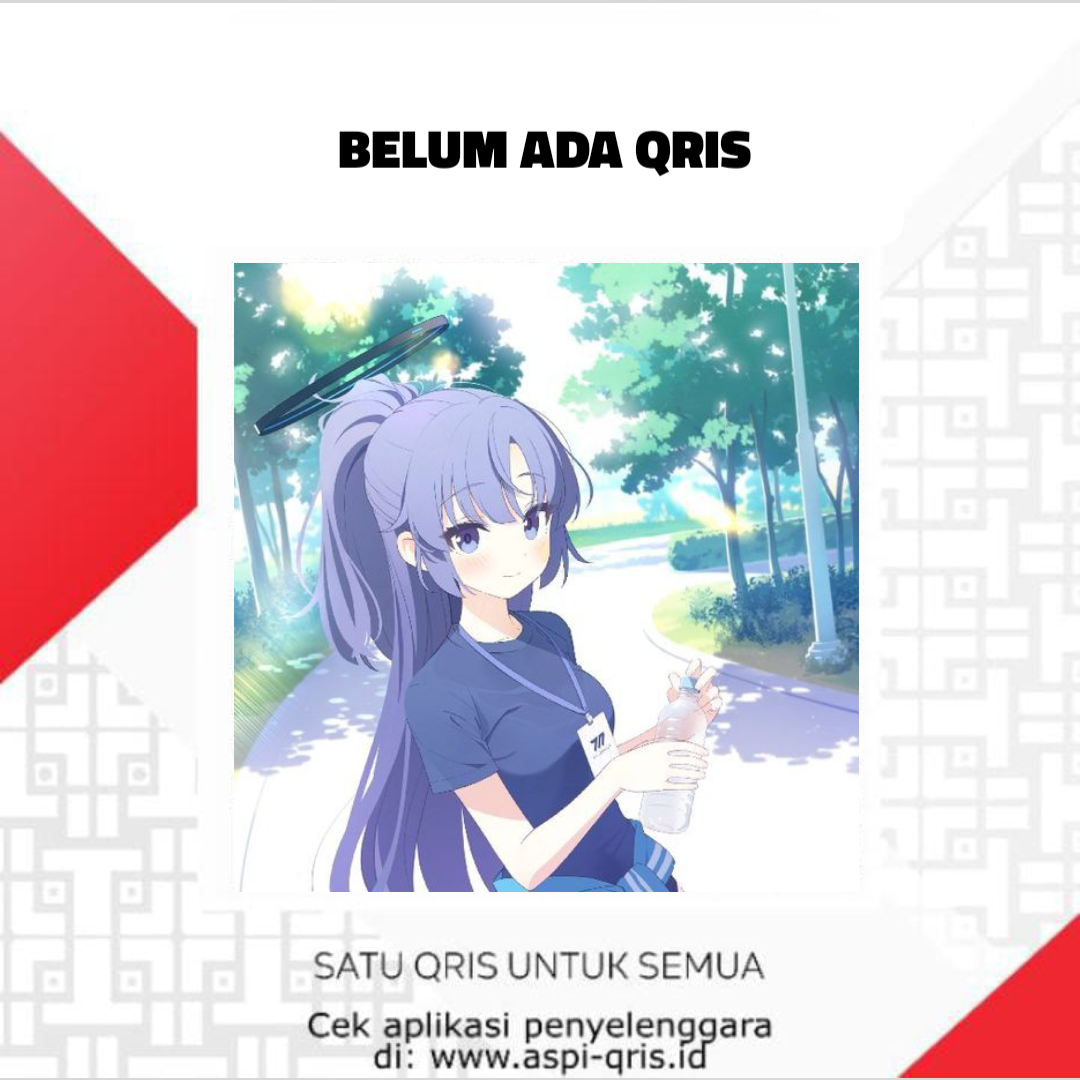 BELUM ADA QRIS
SATU QRIS UNTUK SEMUA
Cek aplikasi penyelenggara
di: www.aspi-qris.id